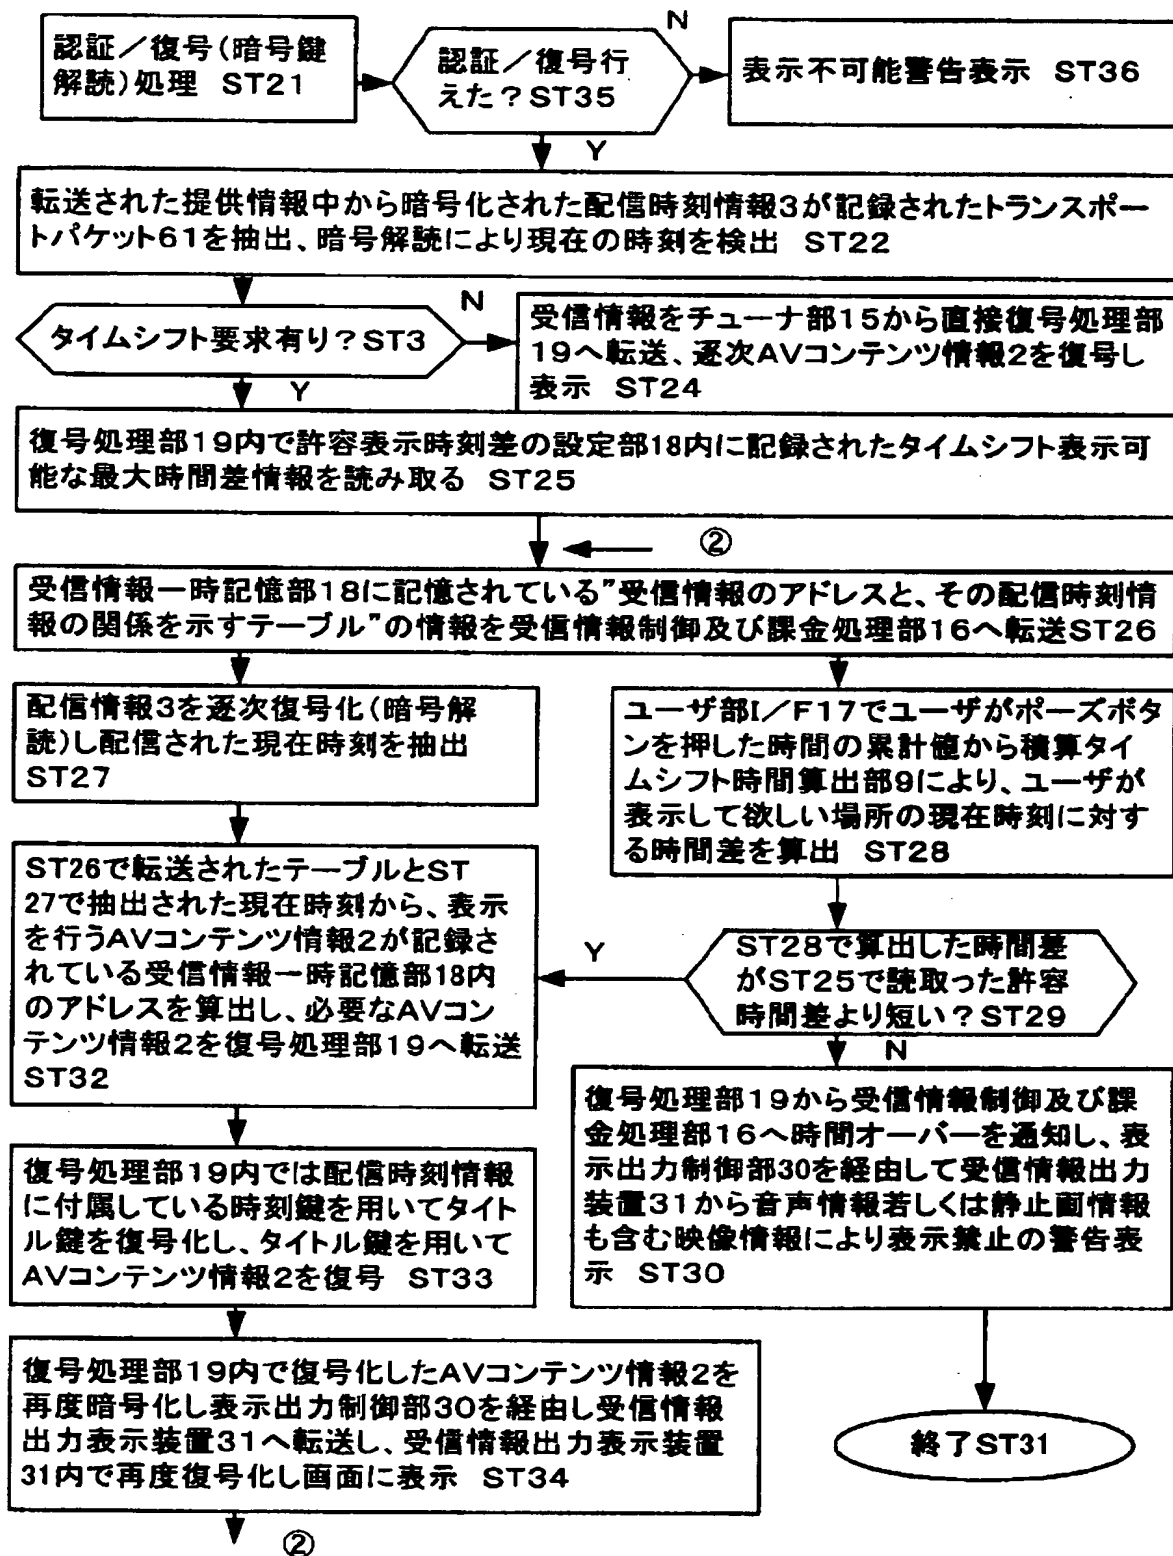 認証／復号(暗号鍵
解読)処理 ST21
認証／復号行
えた？ST35
N
表示不可能警告表示 ST36
Y
転送された提供情報中から暗号化された配信時刻情報3が記録されたトランスポー
トパケット61を抽出、暗号解読により現在の時刻を検出 ST22
タイムシフト要求有り？ST3
N
受信情報をチューナ部15から直接復号処理部
19へ転送、逐次AVコンテンツ情報2を復号し
表示 ST24
Y
復号処理部19内で許容表示時刻差の設定部18内に記録されたタイムシフト表示可
能な最大時間差情報を読み取る ST25
②
受信情報一時記憶部18に記憶されている”受信情報のアドレスと、その配信時刻情
報の関係を示すテーブル”の情報を受信情報制御及び課金処理部16へ転送ST26
配信情報3を逐次復号化(暗号解
読)し配信された現在時刻を抽出
ST27
ユーザ部I／F17でユーザがポーズボタ
ンを押した時間の累計値から積算タイ
ムシフト時間算出部9により、ユーザが
表示して欲しい場所の現在時刻に対す
る時間差を算出 ST28
ST26で転送されたテーブルとST
27で抽出された現在時刻から、表示
を行うAVコンテンツ情報2が記録さ
れている受信情報一時記憶部18内
のアドレスを算出し、必要なAVコン
テンツ情報2を復号処理部19へ転送
ST32
Y
ST28で算出した時間差
がST25で読取った許容
時間差より短い？ST29
N
復号処理部19から受信情報制御及び課
金処理部16へ時間オーバーを通知し、表
示出力制御部30を経由して受信情報出力
装置31から音声情報若しくは静止画情報
も含む映像情報により表示禁止の警告表
示 ST30
復号処理部19内では配信時刻情報
に付属している時刻鍵を用いてタイト
ル鍵を復号化し、タイトル鍵を用いて
AVコンテンツ情報2を復号 ST33
復号処理部19内で復号化したAVコンテンツ情報2を
再度暗号化し表示出力制御部30を経由し受信情報
出力表示装置31へ転送し、受信情報出力表示装置
31内で再度復号化し画面に表示 ST34
終了ST31
②